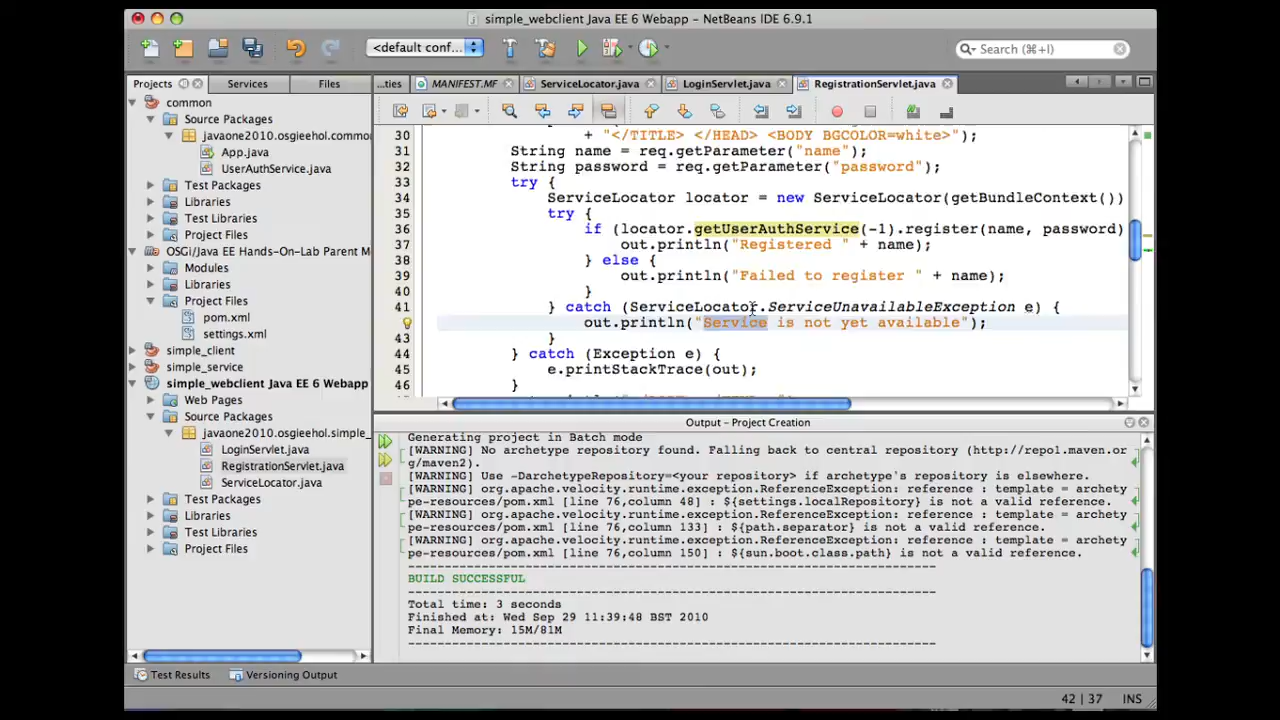 simple_webclient Java EE 6 Webapp - NetBeans IDE 6.9.1
<default conf...
Search (⌘+I)
Projects
Services
Files
...ties
MANIFEST.MF
ServiceLocator.java
LoginServlet.java
RegistrationServlet.java
common
Source Packages
javaone2010.osgieehol.common
App.java
UserAuthService.java
Test Packages
Libraries
Test Libraries
Project Files
OSGi/Java EE Hands-On-Lab Parent M
Modules
Project Files
pom.xml
settings.xml
simple_client
simple_service
simple_webclient Java EE 6 Webapp
Web Pages
Source Packages
javaone2010.osgieehol.simple_
LoginServlet.java
RegistrationServlet.java
ServiceLocator.java
Test Packages
Libraries
Test Libraries
Project Files
30 + "</TITLE> </HEAD> <BODY BGCOLOR=white>");
31 String name = req.getParameter("name");
32 String password = req.getParameter("password");
33 try {
34 ServiceLocator locator = new ServiceLocator(getBundleContext())
35 try {
36 if (locator.getUserAuthService(-1).register(name, password)
37 out.println("Registered " + name);
38 } else {
39 out.println("Failed to register " + name);
40 }
41 } catch (ServiceLocator.ServiceUnavailableException e) {
out.println("Service is not yet available");
43 }
44 } catch (Exception e) {
45 e.printStackTrace(out);
46 }
Output - Project Creation
Generating project in Batch mode
[WARNING] No archetype repository found. Falling back to central repository (http://repo1.maven.or
g/maven2).
[WARNING] Use -DarchetypeRepository=<your repository> if archetype's repository is elsewhere.
[WARNING] org.apache.velocity.runtime.exception.ReferenceException: reference : template = archety
pe-resources/pom.xml [line 76,column 48] : ${settings.localRepository} is not a valid reference.
[WARNING] org.apache.velocity.runtime.exception.ReferenceException: reference : template = archety
pe-resources/pom.xml [line 76,column 133] : ${path.separator} is not a valid reference.
[WARNING] org.apache.velocity.runtime.exception.ReferenceException: reference : template = archety
pe-resources/pom.xml [line 76,column 150] : ${sun.boot.class.path} is not a valid reference.
------------------------------------------------------------------------
BUILD SUCCESSFUL
------------------------------------------------------------------------
Total time: 3 seconds
Finished at: Wed Sep 29 11:39:48 BST 2010
Final Memory: 15M/81M
------------------------------------------------------------------------
Test Results
Versioning Output
42 | 37
INS